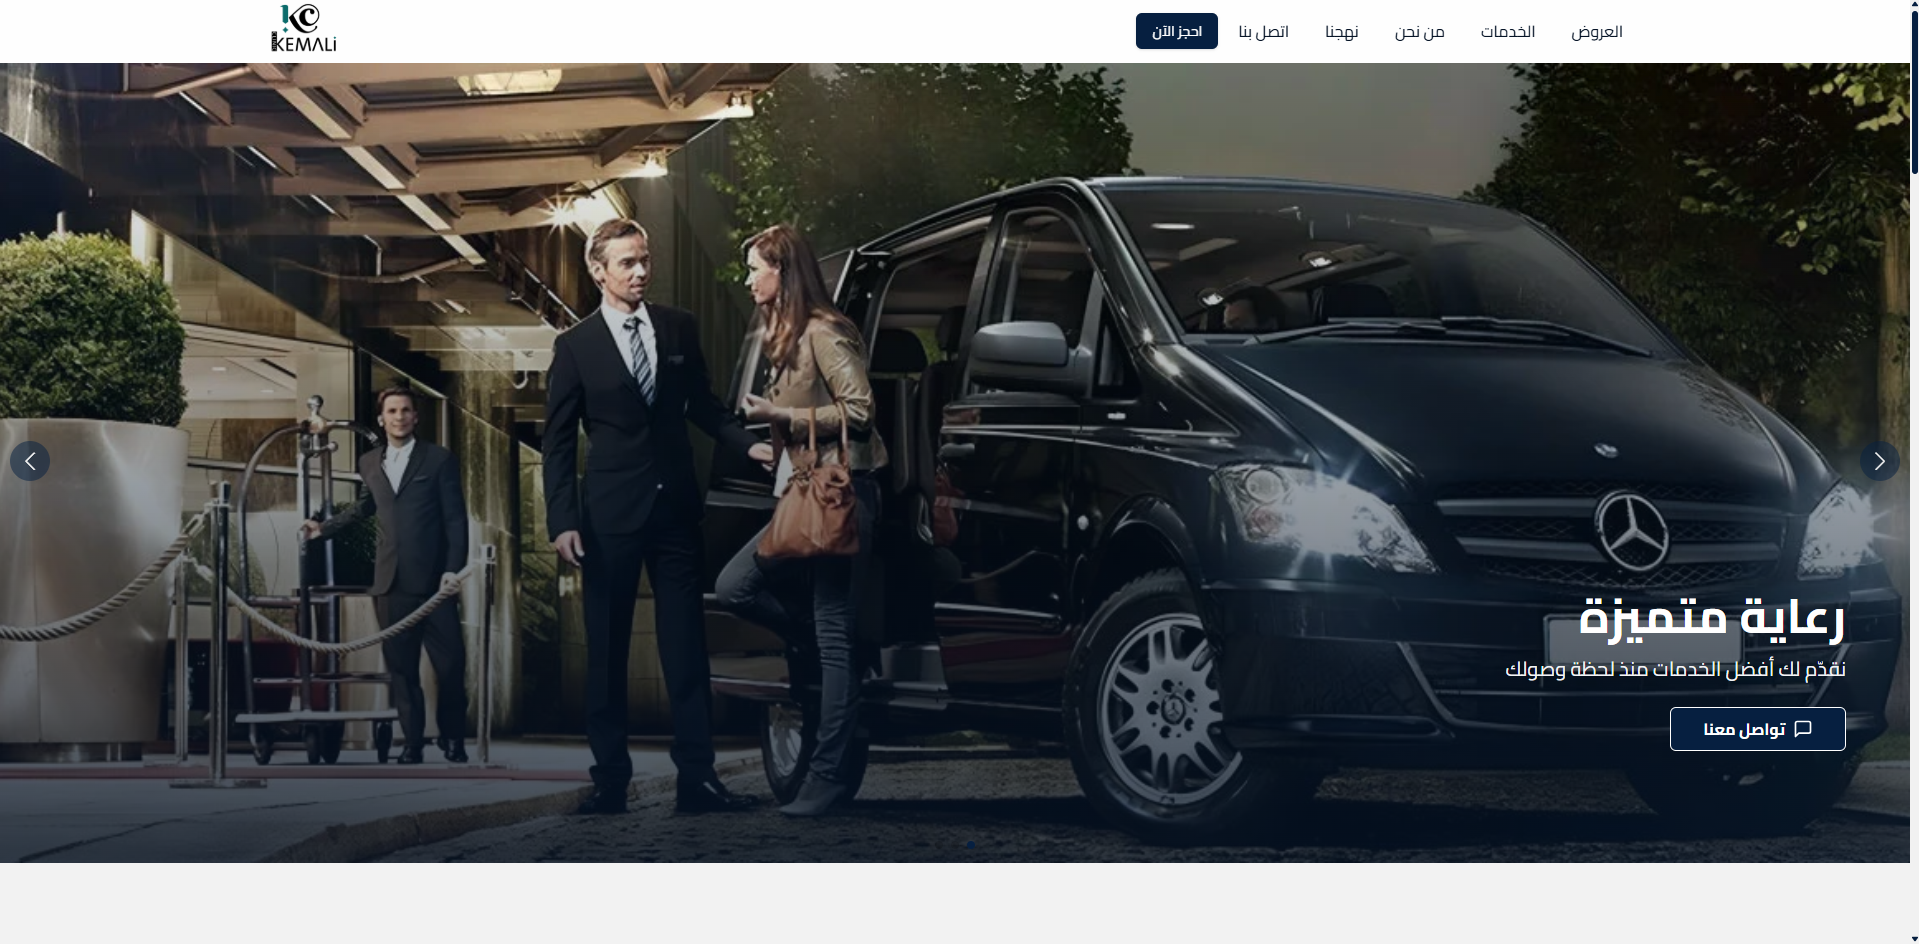 KEMALi
العروض
الخدمات
من نحن
نهجنا
اتصل بنا
احجز الآن
رعاية متميزة
نقدّم لك أفضل الخدمات منذ لحظة وصولك
تواصل معنا